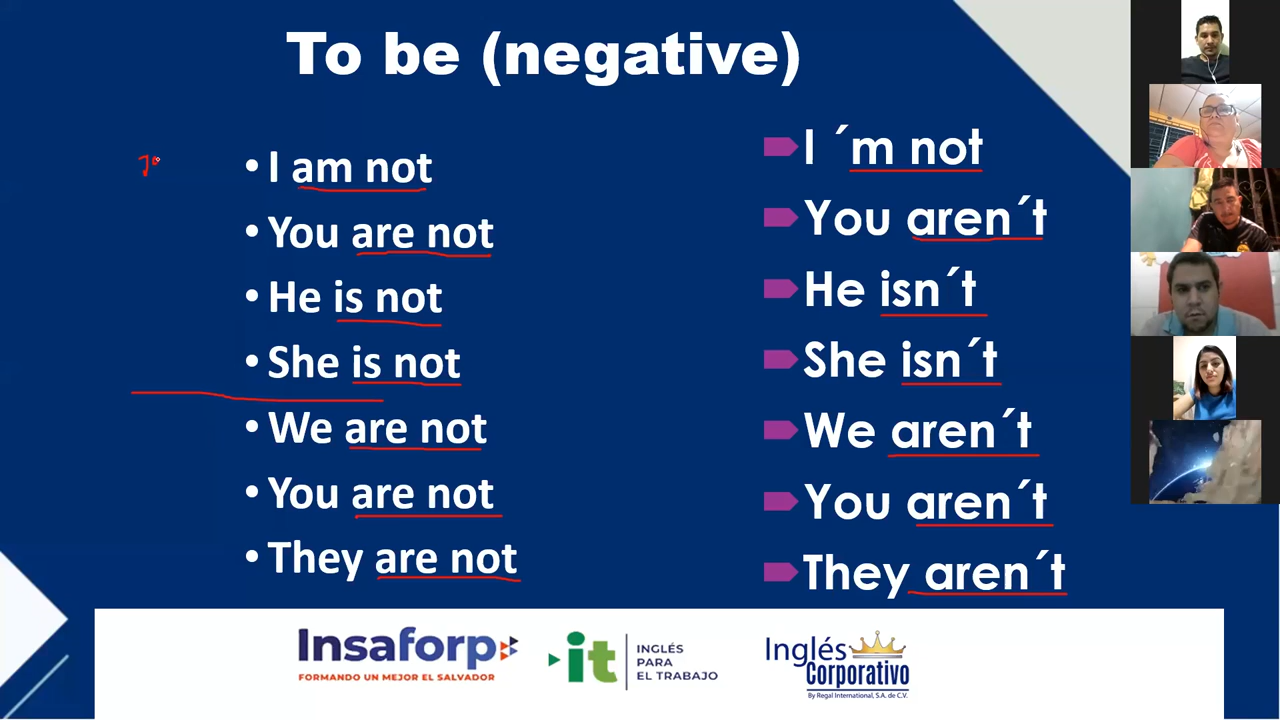 To be (negative)
• I am not
• You are not
• He is not
• She is not
• We are not
• You are not
• They are not
I ´m not
You aren´t
He isn´t
She isn´t
We aren´t
You aren´t
They aren´t
Insaforp
FORMANDO UN MEJOR EL SALVADOR
it
INGLÉS
PARA
EL TRABAJO
Inglés
Corporativo
By Regal International, S.A. de C.V.